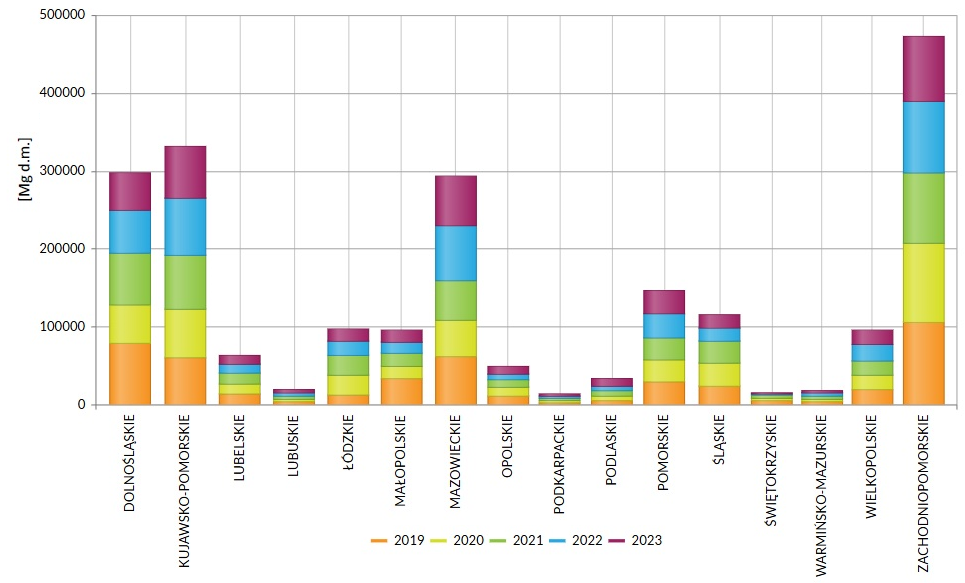 500000
400000
300000
200000
100000
0
[Mg d.m.]
DOLNOŚLĄSKIE
KUJAWSKO-POMORSKIE
LUBELSKIE
LUBUSKIE
ŁÓDZKIE
MAŁOPOLSKIE
MAZOWIECKIE
OPOLSKIE
PODKARPACKIE
PODLASKIE
POMORSKIE
ŚLĄSKIE
ŚWIĘTOKRZYSKIE
WARMIŃSKO-MAZURSKIE
WIELKOPOLSKIE
ZACHODNIOPOMORSKIE
2019 2020 2021 2022 2023